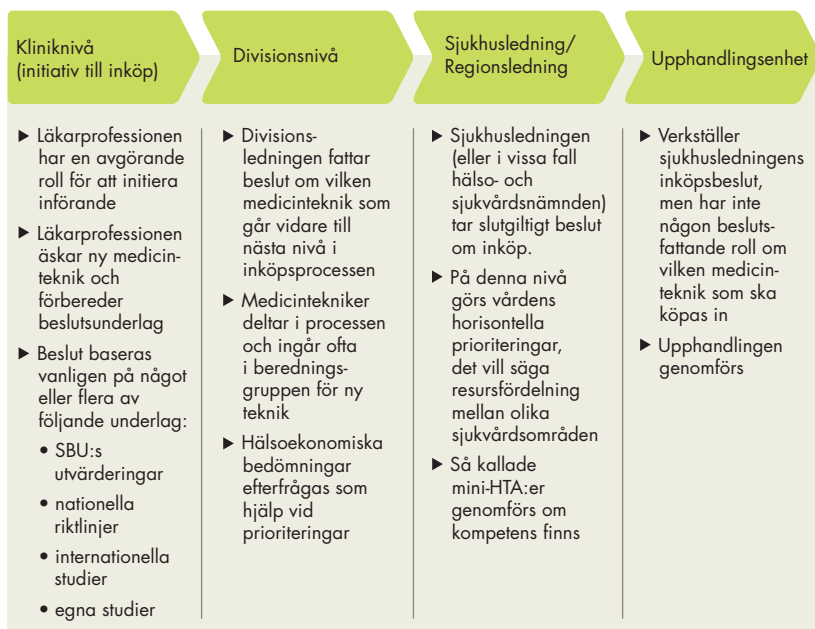 Kliniknivå
(initiativ till inköp)
Divisionsnivå
Sjukhusledning/
Regionsledning
Upphandlingsenhet
▶ Läkarprofessionen
har en avgörande
roll för att initiera
införande
▶ Läkarprofessionen
äskar ny medicin-
teknik och
förbereder
beslutsunderlag
▶ Beslut baseras
vanligen på något
eller flera av
följande underlag:
• SBU:s
utvärderingar
• nationella
riktlinjer
• internationella
studier
• egna studier
▶ Divisions-
ledningen fattar
beslut om vilken
medicinteknik som
går vidare till
nästa nivå i
inköpsprocessen
▶ Medicintekniker
deltar i processen
och ingår ofta
i berednings-
gruppen för ny
teknik
▶ Hälsoekonomiska
bedömningar
efterfrågas som
hjälp vid
prioriteringar
▶ Sjukhusledningen
(eller i vissa fall
hälso- och
sjukvårdsnämnden)
tar slutgiltigt beslut
om inköp.
▶ På denna nivå
görs vårdens
horisontella
prioriteringar,
det vill säga
resursfördelning
mellan olika
sjukvårdsområden
▶ Så kallade
mini-HTA:er
genomförs om
kompetens finns
▶ Verkställer
sjukhusledningens
inköpsbeslut,
men har inte
någon besluts-
fattande roll om
vilken medicin-
teknik som ska
köpas in
▶ Upphandlingen
genomförs